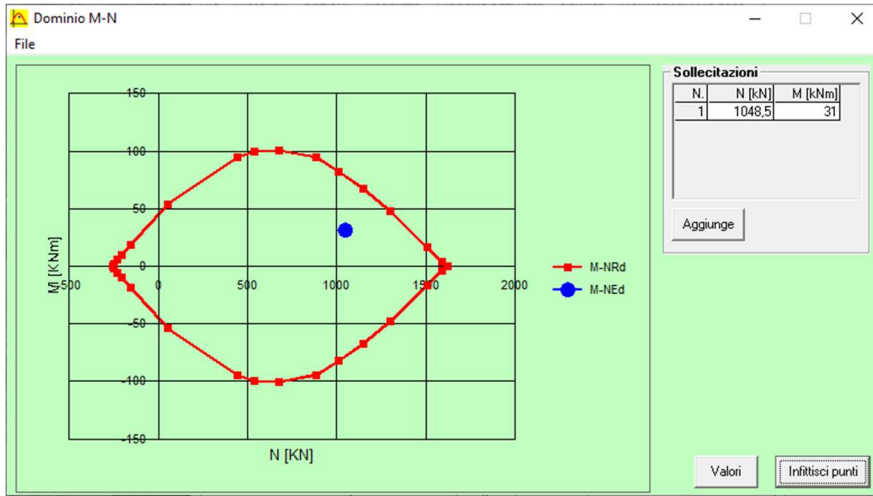 Dominio M-N
File
Sollecitazioni
N. N [kN] M [kNm]
1 1048,5 31
Aggiunge
150
100
50
0
-50
-100
-150
M [KNm]
-500 0 500 1000 1500 2000
N [KN]
M-NRd
M-NEd
Valori
Infittisci punti